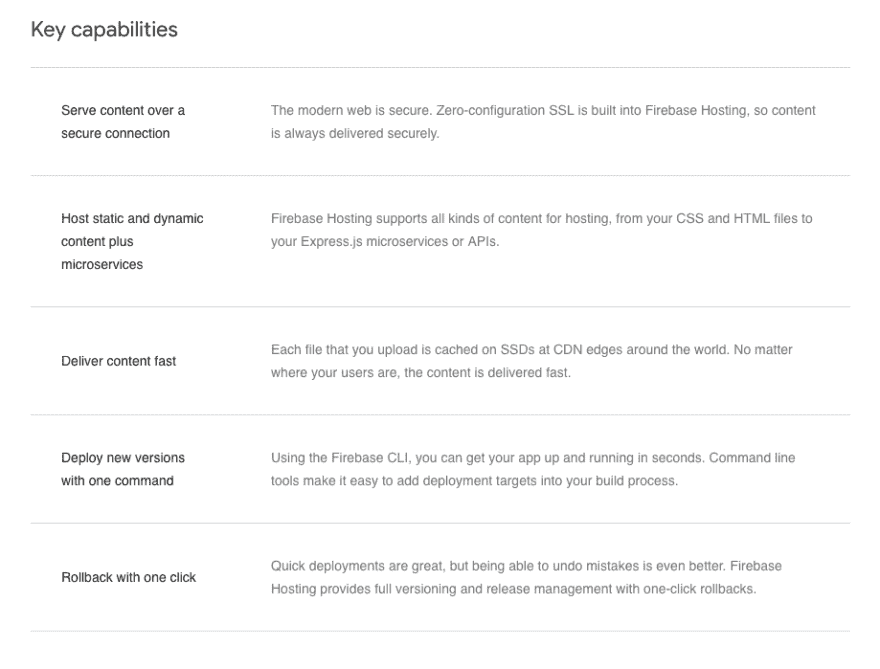 Key capabilities
Serve content over a
secure connection
The modern web is secure. Zero-configuration SSL is built into Firebase Hosting, so content
is always delivered securely.
Host static and dynamic
content plus
microservices
Firebase Hosting supports all kinds of content for hosting, from your CSS and HTML files to
your Express.js microservices or APIs.
Deliver content fast
Each file that you upload is cached on SSDs at CDN edges around the world. No matter
where your users are, the content is delivered fast.
Deploy new versions
with one command
Using the Firebase CLI, you can get your app up and running in seconds. Command line
tools make it easy to add deployment targets into your build process.
Rollback with one click
Quick deployments are great, but being able to undo mistakes is even better. Firebase
Hosting provides full versioning and release management with one-click rollbacks.